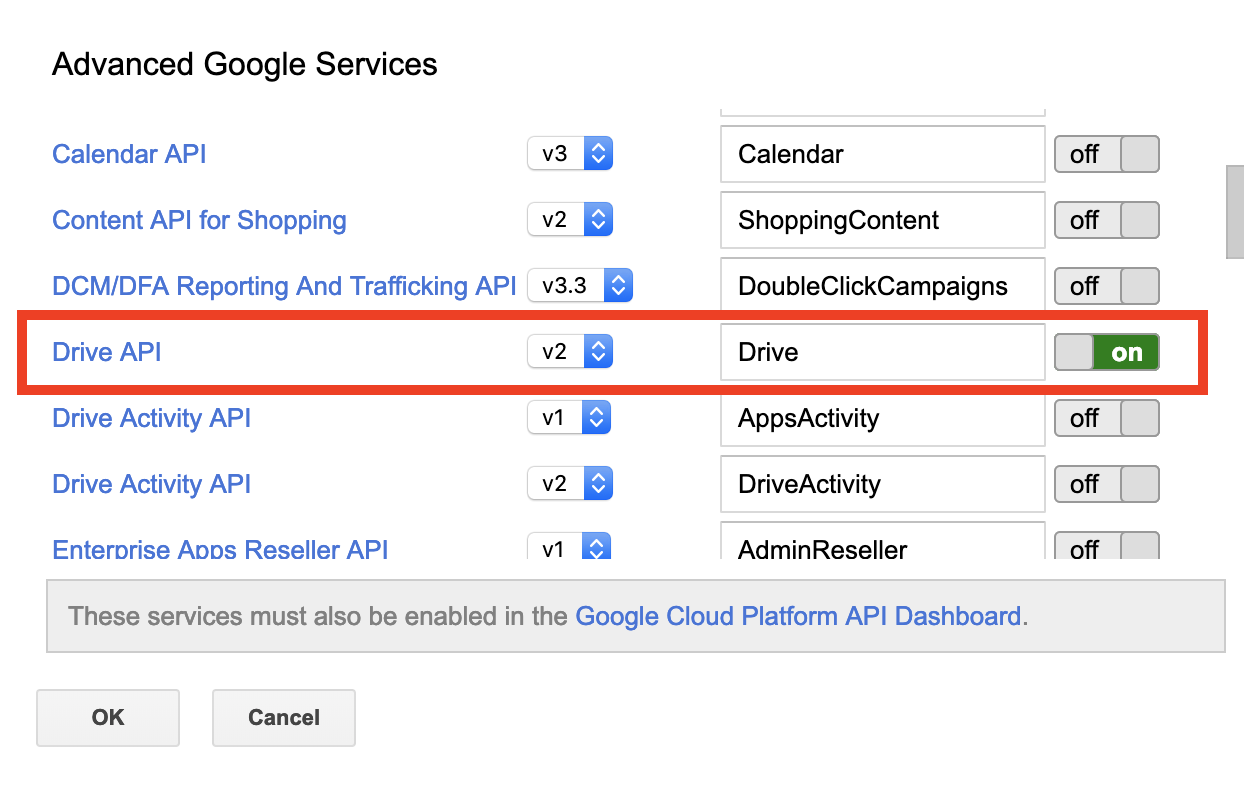 Advanced Google Services
Calendar API v3 Calendar off
Content API for Shopping v2 ShoppingContent off
DCM/DFA Reporting And Trafficking API v3.3 DoubleClickCampaigns off
Drive API v2 Drive on
Drive Activity API v1 AppsActivity off
Drive Activity API v2 DriveActivity off
Enterprise Apps Reseller API v1 AdminReseller off
These services must also be enabled in the Google Cloud Platform API Dashboard.
OK Cancel